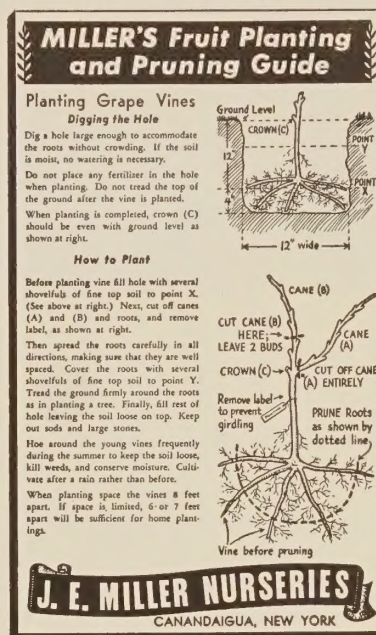 MILLER'S Fruit Planting
and Pruning Guide
Planting Grape Vines
Digging the Hole
Dig a hole large enough to accommodate
the roots without crowding. If the soil
is moist, no watering is necessary.
Do not place any fertilizer in the hole
when planting. Do not tread the top of
the ground after the vine is planted.
When planting is completed, crown (C)
should be even with ground level as
shown at right.
How to Plant
Before planting vine fill hole with several
shovelfuls of fine top soil to point X.
(See above at right.) Next, cut off canes
(A) and (B) and roots, and remove
label, as shown at right.
Then spread the roots carefully in all
directions, making sure that they are well
spaced. Cover the roots with several
shovelfuls of fine top soil to point Y.
Tread the ground firmly around the roots
as in planting a tree. Finally, fill rest of
hole leaving the soil loose on top. Keep
out sods and large stones.
Hoe around the young vines frequently
during the summer to keep the soil loose,
kill weeds, and conserve moisture. Culti-
vate after a rain rather than before.
When planting space the vines 8 feet
apart. If space is limited, 6 or 7 feet
apart will be sufficient for home plant-
ings.
Ground Level
CROWN (C)
POINT
Y
12"
POINT
X
4"
12" wide
CANE (B)
CUT CANE (B)
HERE;
LEAVE 2 BUDS
CANE
(A)
CROWN (C)
CUT OFF CANE
(A) ENTIRELY
Remove label
to prevent
girdling
PRUNE Roots
as shown by
dotted line
Vine before pruning
J. E. MILLER NURSERIES
CANANDAIGUA, NEW YORK